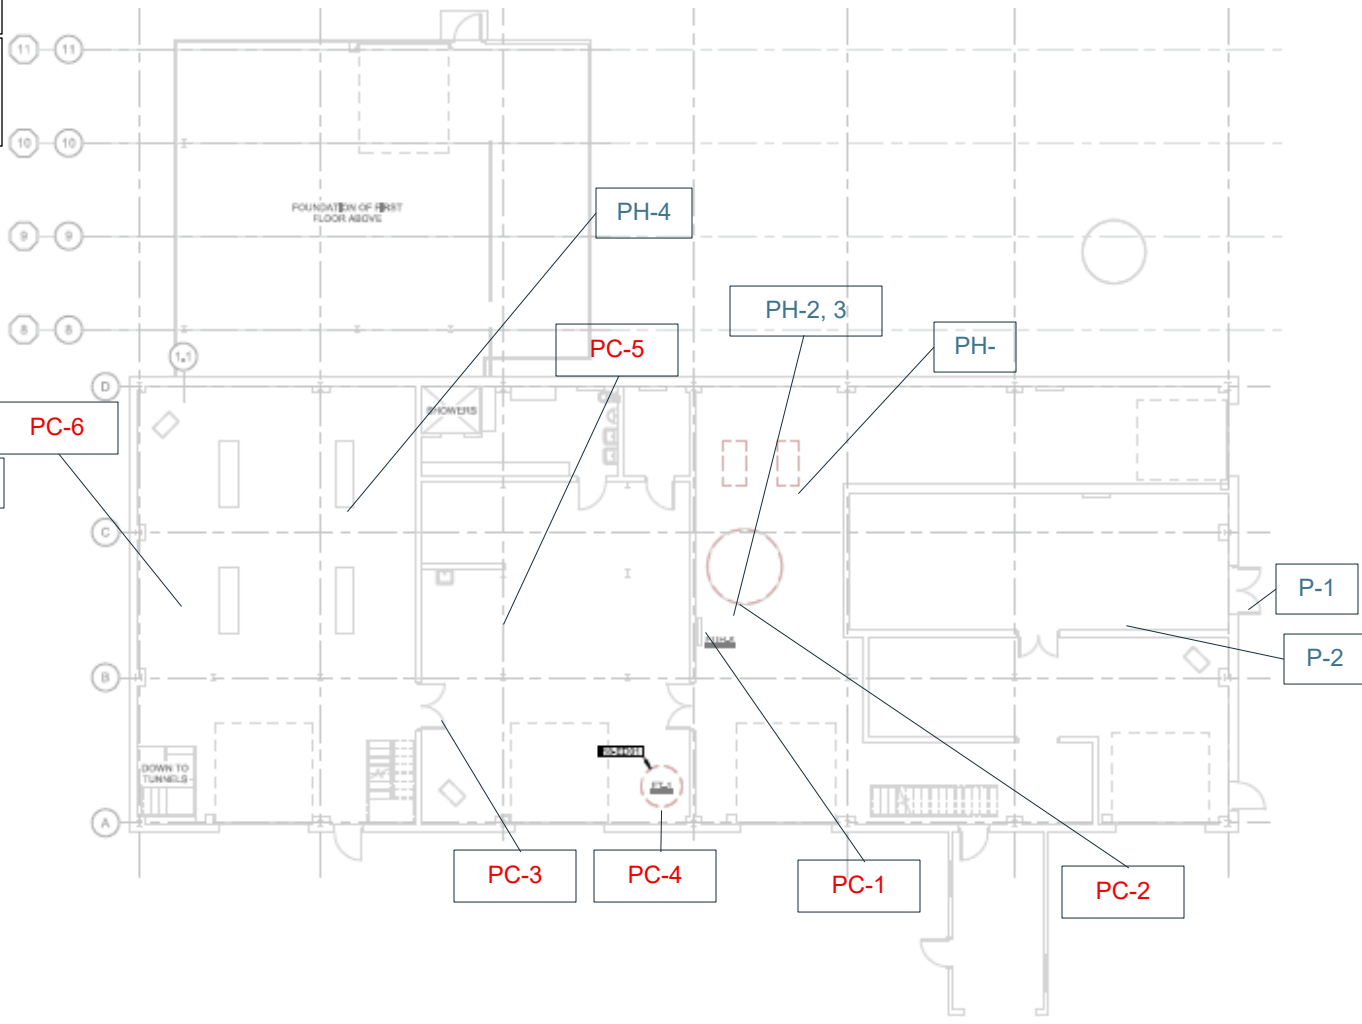 11 11
10 10
FOUNDATION OF FIRST
FLOOR ABOVE
PH-4
9 9
PH-2, 3
8 8
PH-
PC-5
1.1
D
SHOWERS
PC-6
C
P-1
P-2
B
DOWN TO
TUNNELS
A
PC-3
PC-4
PC-1
PC-2